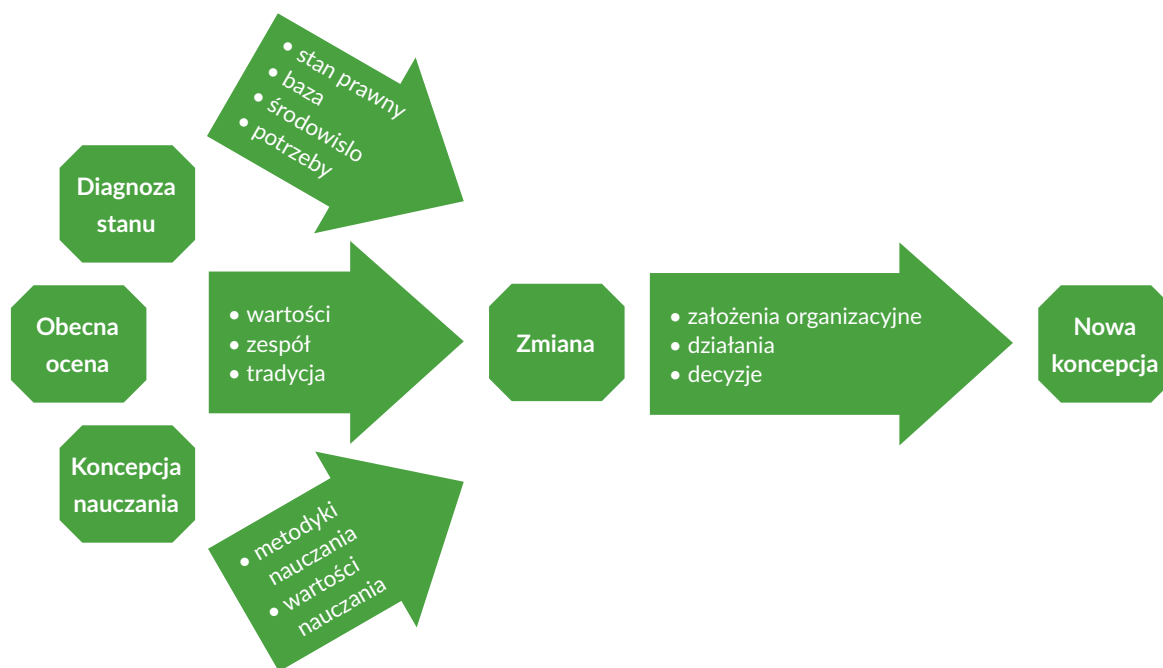 • stan prawny
• baza
• środowislo
• potrzeby
Diagnoza
stanu
Obecna
ocena
• wartości
• zespół
• tradycja
Koncepcja
nauczania
• metodyki
nauczania
• wartości
nauczania
Zmiana
• założenia organizacyjne
• działania
• decyzje
Nowa
koncepcja